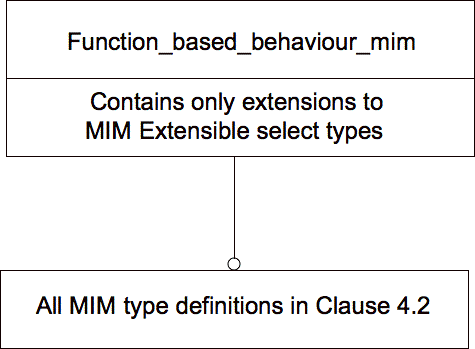 Function_based_behaviour_mim
Contains only extensions to
MIM Extensible select types
All MIM type definitions in Clause 4.2